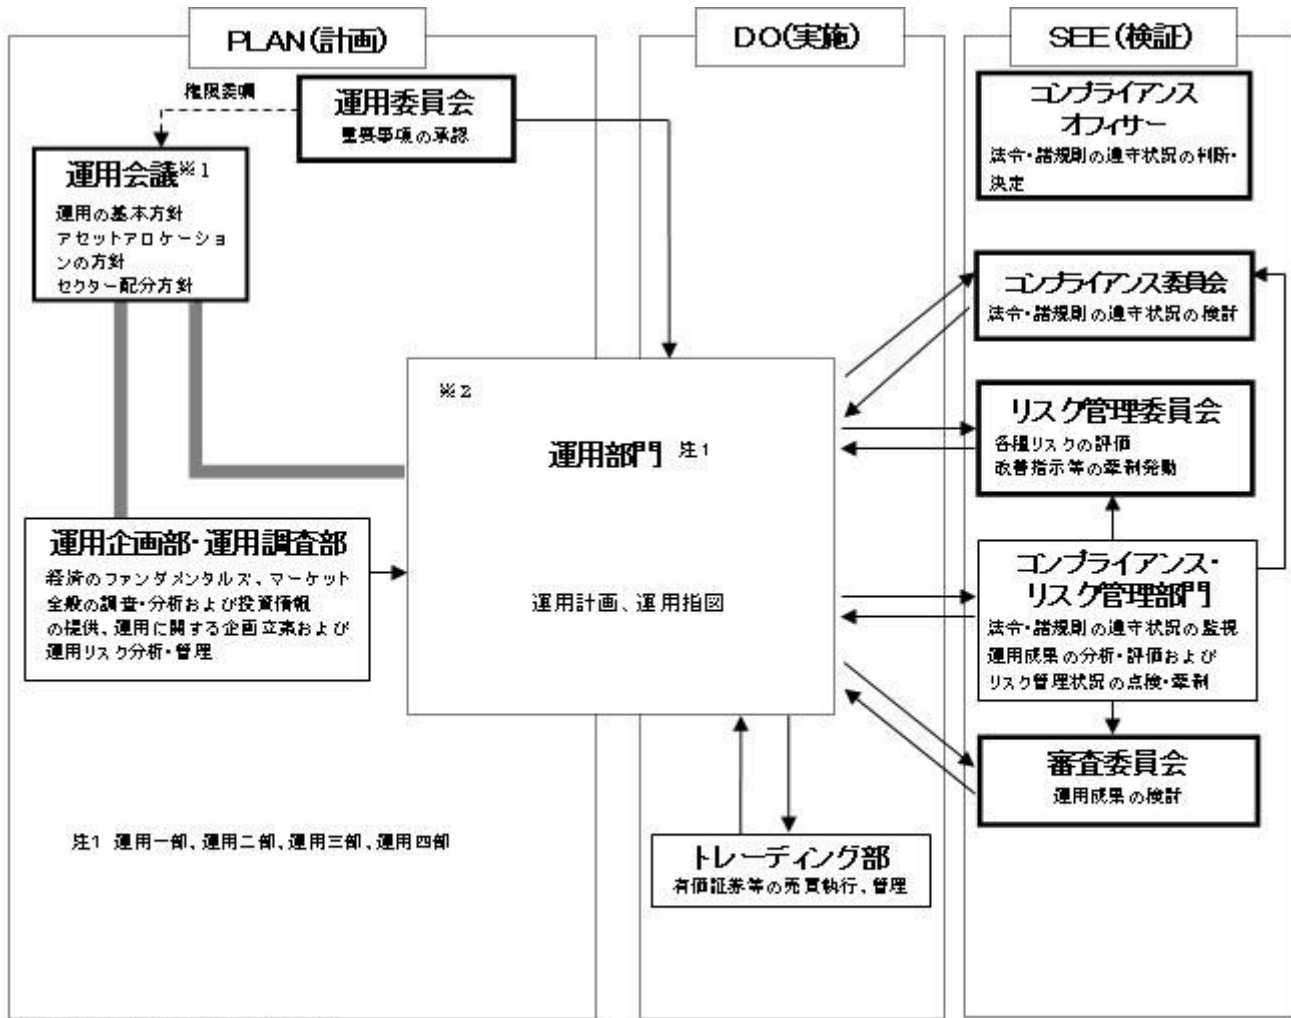 PLAN(計画)
権限委嘱
運用委員会
重要事項の承認
運用会議※1
運用の基本方針
アセットアロケーショ
ンの方針
セクター配分方針
運用企画部・運用調査部
経済のファンダメンタルズ、マーケット
全般の調査・分析および投資情報
の提供、運用に関する企画立案および
運用リスク分析・管理
注1 運用一部、運用二部、運用三部、運用四部
DO(実施)
※2
運用部門 注1
運用計画、運用指図
トレーディング部
有価証券等の売買執行、管理
SEE(検証)
コンプライアンス
オフィサー
法令・諸規則の遵守状況の判断・
決定
コンプライアンス委員会
法令・諸規則の遵守状況の検討
リスク管理委員会
各種リスクの評価
改善指示等の牽制発動
コンプライアンス・
リスク管理部門
法令・諸規則の遵守状況の監視
運用成果の分析・評価および
リスク管理状況の点検・牽制
審査委員会
運用成果の検討